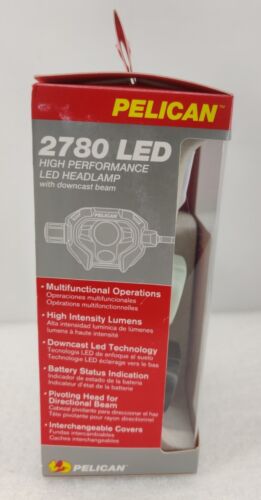 PELICAN™
2780 LED
HIGH PERFORMANCE
LED HEADLAMP
with downcast beam
PELICAN
• Multifunctional Operations
Operaciones multifuncionales
Opérations multifonctionnelles
• High Intensity Lumens
Alta intensidad lumínica de lúmenes
lumens à haute intensité
• Downcast Led Technology
Tecnología LED de enfoque al suelo
Technologie LED éclairage vers le bas
• Battery Status Indication
Indicador de estado de la batería
Indicateur d'état de la batterie
• Pivoting Head for
Directional Beam
Cabezal pivotante para direccionar el haz
Tête pivotante pour rayon directionnel
• Interchangeable Covers
Fundas intercambiables
Caches interchangeables
PELICAN